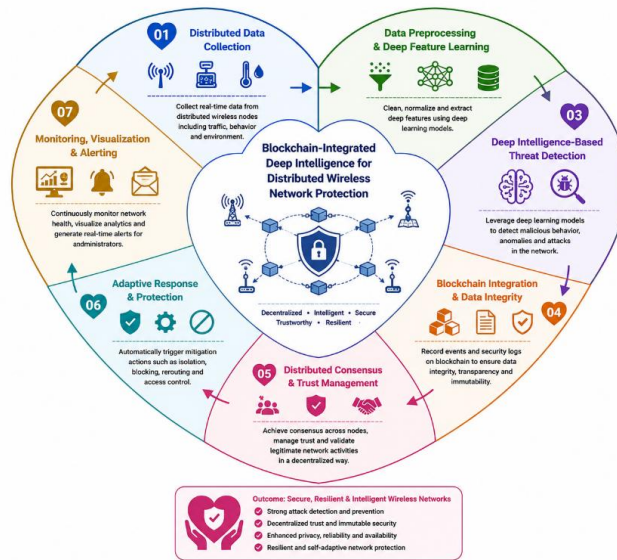 01
Distributed Data
Collection
Collect real-time data from
distributed wireless nodes
including traffic, behavior
and environment.
Data Preprocessing
& Deep Feature Learning
Clean, normalize and extract
deep features using deep
learning models.
03
Deep Intelligence-Based
Threat Detection
Leverage deep learning models
to detect malicious behavior,
anomalies and attacks
in the network.
Blockchain Integration
& Data Integrity
04
Record events and security logs
on blockchain to ensure data
integrity, transparency and
immutability.
05
Distributed Consensus
& Trust Management
Achieve consensus across nodes,
manage trust and validate
legitimate network activities
in a decentralized way.
Adaptive Response
& Protection
06
Automatically trigger mitigation
actions such as isolation,
blocking, rerouting and
access control.
07
Monitoring, Visualization
& Alerting
Continuously monitor network
health, visualize analytics and
generate real-time alerts for
andministrators.
Blockchain-Integrated
Deep Intelligence for
Distributed Wireless
Network Protection
Decentralized • Intelligent • Secure
Trustworthy • Resilient
Outcome: Secure, Resilient & Intelligent Wireless Networks
Strong attack detection and prevention
Decentralized trust and immutable security
Enhanced privacy, reliability and availability
Resilient and self-adaptive network protection